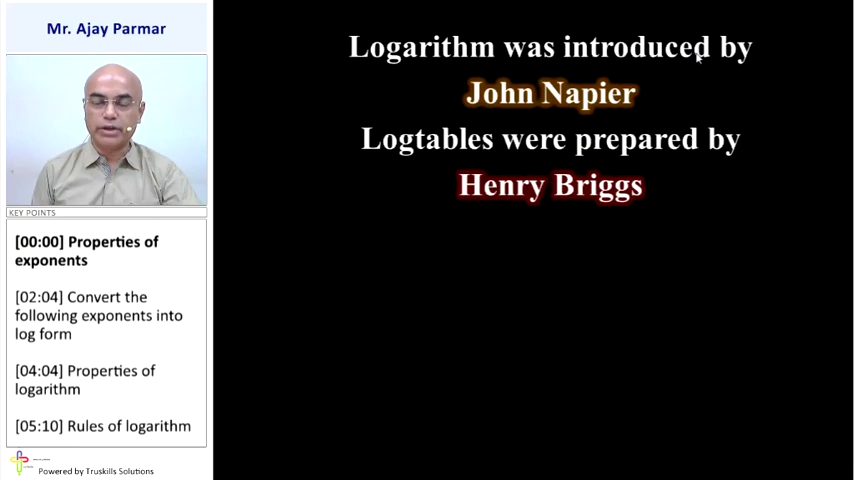 Mr. Ajay Parmar
Logarithm was introduced by
John Napier
Logtables were prepared by
Henry Briggs
KEY POINTS
[00:00] Properties of
exponents
[02:04] Convert the
following exponents into
log form
[04:04] Properties of
logarithm
[05:10] Rules of logarithm
Powered by Truskills Solutions